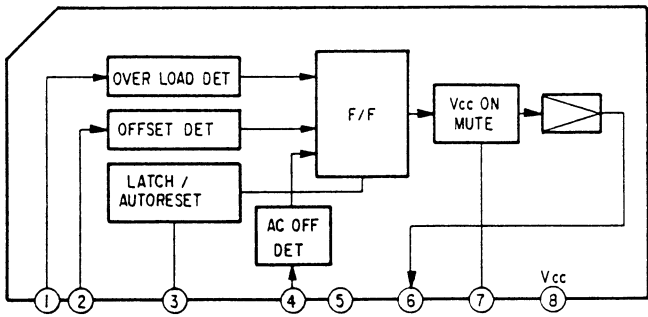 OVER LOAD DET
OFFSET DET
LATCH /
AUTORESET
AC OFF
DET
F/F
Vcc ON
MUTE
Vcc
1 2 3 4 5 6 7 8